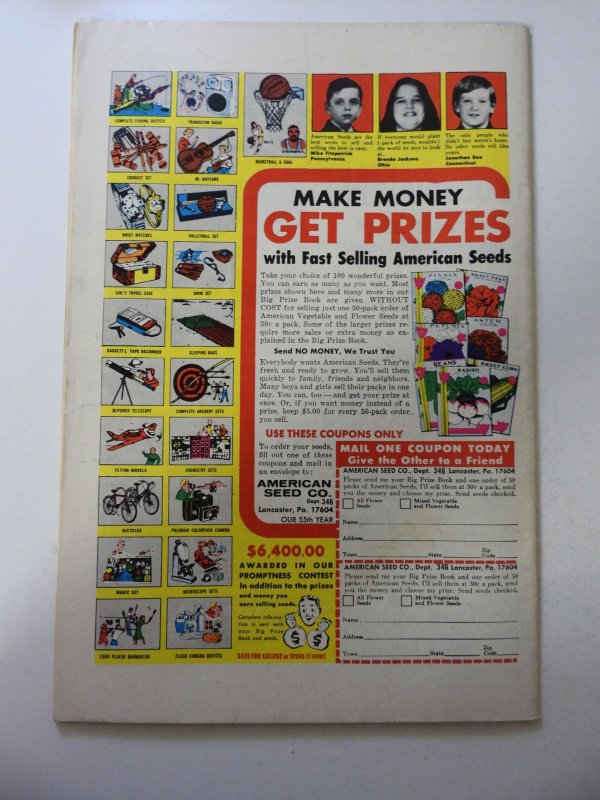 COMPLETE FISHING OUTFITS
TRANSISTOR RADIO
BASKETBALL & GOAL
American Seeds are the
best seeds to sell and
selling the best is easy.
Mike Fitzpatrick
Pennsylvania
If everyone would plant
1 pack of seeds, wouldn't
the world be nice to look
at.
Brenda Jackson
Ohio
The only people who
didn't buy weren't home.
No other seeds sell like
yours.
Jonathan Dee
Connecticut
CROQUET SET
JR. GUITARS
WRIST WATCHES
VOLLEYBALL SET
GIRL'S TRAVEL CASE
SWIM SET
CASSETTE TAPE RECORDER
SLEEPING BAGS
30-POWER TELESCOPE
COMPLETE ARCHERY SETS
FLYING MODELS
CHEMISTRY SETS
BICYCLES
POLAROID COLORPACK CAMERA
MAGIC SET
MICROSCOPE SETS
FOUR PLAYER BADMINTON
FLASH CAMERA OUTFITS
MAKE MONEY
GET PRIZES
with Fast Selling American Seeds
Take your choice of 100 wonderful prizes.
You can earn as many as you want. Most
prizes shown here and many more in our
Big Prize Book are given WITHOUT
COST for selling just one 50-pack order of
American Vegetable and Flower Seeds at
30¢ a pack. Some of the larger prizes re-
quire more sales or extra money as ex-
plained in the Big Prize Book.
Send NO MONEY, We Trust You
Everybody wants American Seeds. They're
fresh and ready to grow. You'll sell them
quickly to family, friends and neighbors.
Many boys and girls sell their packs in one
day. You can, too — and get your prize at
once. Or, if you want money instead of a
prize, keep $5.00 for every 50-pack order
you sell.
ZINNIA
SWEET PEAS
PETUNIA
ASTER
BEANS
RADISH
SWEET CORN
USE THESE COUPONS ONLY
To order your seeds,
fill out one of these
coupons and mail in
an envelope to:
AMERICAN
SEED CO.
Dept 346
Lancaster, Pa. 17604
OUR 55th YEAR
MAIL ONE COUPON TODAY
Give the Other to a Friend
AMERICAN SEED CO., Dept. 346 Lancaster, Pa. 17604
Please send me your Big Prize Book and one order of 50
packs of American Seeds. I'll sell them at 30¢ a pack, send
you the money and choose my prize. Send seeds checked.
All Flower
Seeds
Mixed Vegetable
and Flower Seeds
Name
Address
Town State Zip Code
AMERICAN SEED CO., Dept. 346 Lancaster, Pa. 17604
Please send me your Big Prize Book and one order of 50
packs of American Seeds. I'll sell them at 30¢ a pack, send
you the money and choose my prize. Send seeds checked.
All Flower
Seeds
Mixed Vegetable
and Flower Seeds
Name
Address
Town State Zip Code
$6,400.00
AWARDED IN OUR
PROMPTNESS CONTEST
In addition to the prizes
and money you
earn selling seeds.
Complete informa-
tion is sent with
your Big Prize
Book and seeds.
$ $
SAVE FOR COLLEGE or SPEND IT NOW!